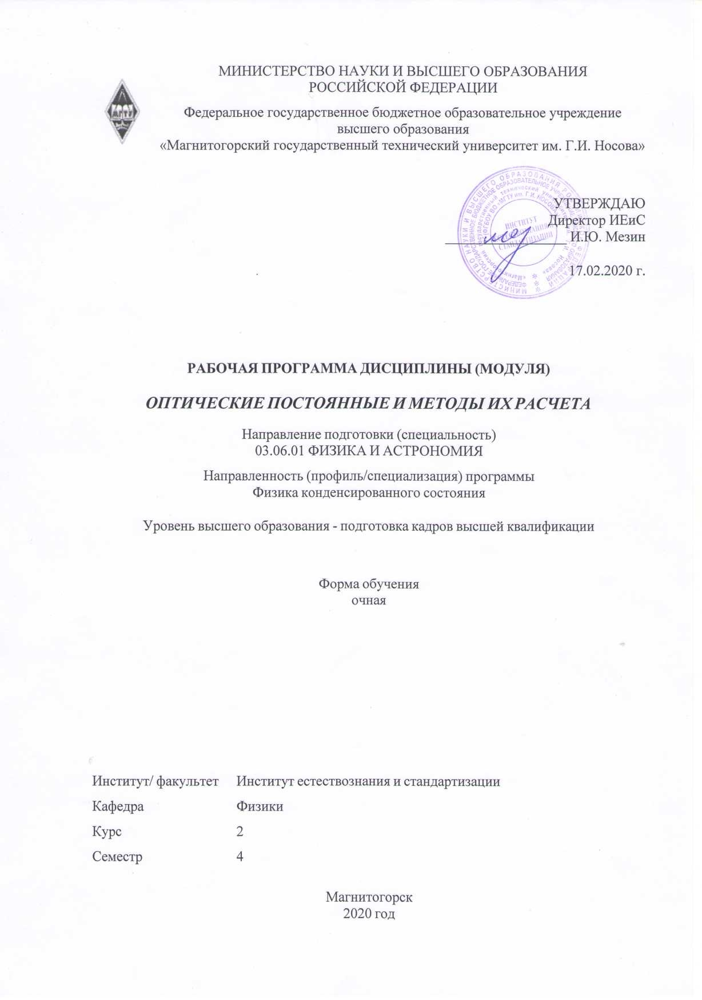 МИНИСТЕРСТВО НАУКИ И ВЫСШЕГО ОБРАЗОВАНИЯ
РОССИЙСКОЙ ФЕДЕРАЦИИ
Федеральное государственное бюджетное образовательное учреждение
высшего образования
«Магнитогорский государственный технический университет им. Г.И. Носова»
МГТУ
УТВЕРЖДАЮ
Директор ИЕиС
И.Ю. Мезин
17.02.2020 г.
ИНСТИТУТ
СТАНДАРТИЗАЦИИ
РАБОЧАЯ ПРОГРАММА ДИСЦИПЛИНЫ (МОДУЛЯ)
ОПТИЧЕСКИЕ ПОСТОЯННЫЕ И МЕТОДЫ ИХ РАСЧЕТА
Направление подготовки (специальность)
03.06.01 ФИЗИКА И АСТРОНОМИЯ
Направленность (профиль/специализация) программы
Физика конденсированного состояния
Уровень высшего образования - подготовка кадров высшей квалификации
Форма обучения
очная
Институт/ факультет Институт естествознания и стандартизации
Кафедра Физики
Курс 2
Семестр 4
Магнитогорск
2020 год